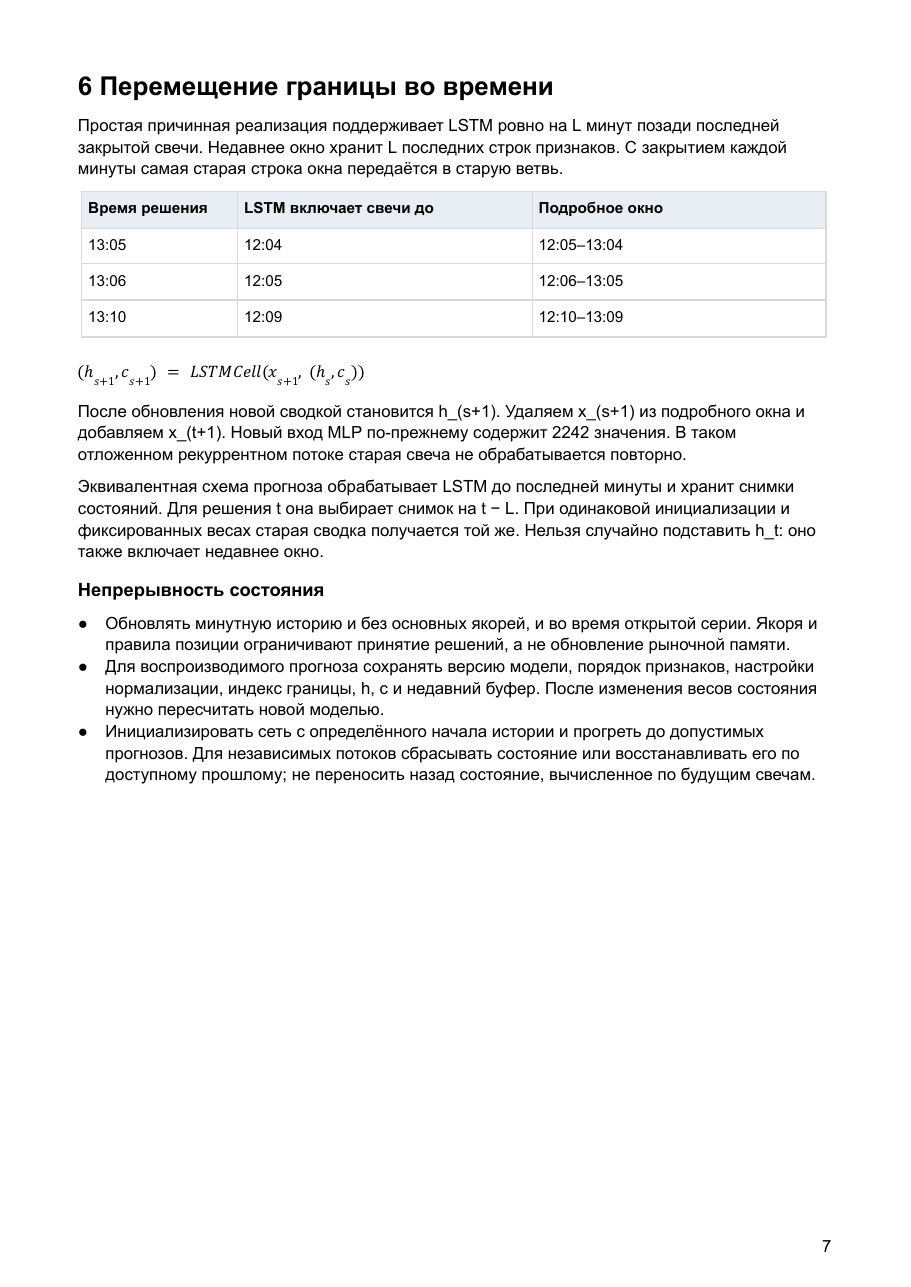 6 Перемещение границы во времени
Простая причинная реализация поддерживает LSTM ровно на L минут позади последней
закрытой свечи. Недавнее окно хранит L последних строк признаков. С закрытием каждой
минуты самая старая строка окна передаётся в старую ветвь.
Время решения LSTM включает свечи до Подробное окно
13:05 12:04 12:05–13:04
13:06 12:05 12:06–13:05
13:10 12:09 12:10–13:09
(h_{s+1}, c_{s+1}) = LSTMCell(x_{s+1}, (h_s, c_s))
После обновления новой сводкой становится h_(s+1). Удаляем x_(s+1) из подробного окна и
добавляем x_(t+1). Новый вход MLP по-прежнему содержит 2242 значения. В таком
отложенном рекуррентном потоке старая свеча не обрабатывается повторно.
Эквивалентная схема прогноза обрабатывает LSTM до последней минуты и хранит снимки
состояний. Для решения t она выбирает снимок на t − L. При одинаковой инициализации и
фиксированных весах старая сводка получается той же. Нельзя случайно подставить h_t: оно
также включает недавнее окно.
Непрерывность состояния
● Обновлять минутную историю и без основных якорей, и во время открытой серии. Якоря и
правила позиции ограничивают принятие решений, а не обновление рыночной памяти.
● Для воспроизводимого прогноза сохранять версию модели, порядок признаков, настройки
нормализации, индекс границы, h, c и недавний буфер. После изменения весов состояния
нужно пересчитать новой моделью.
● Инициализировать сеть с определённого начала истории и прогреть до допустимых
прогнозов. Для независимых потоков сбрасывать состояние или восстанавливать его по
доступному прошлому; не переносить назад состояние, вычисленное по будущим свечам.
7